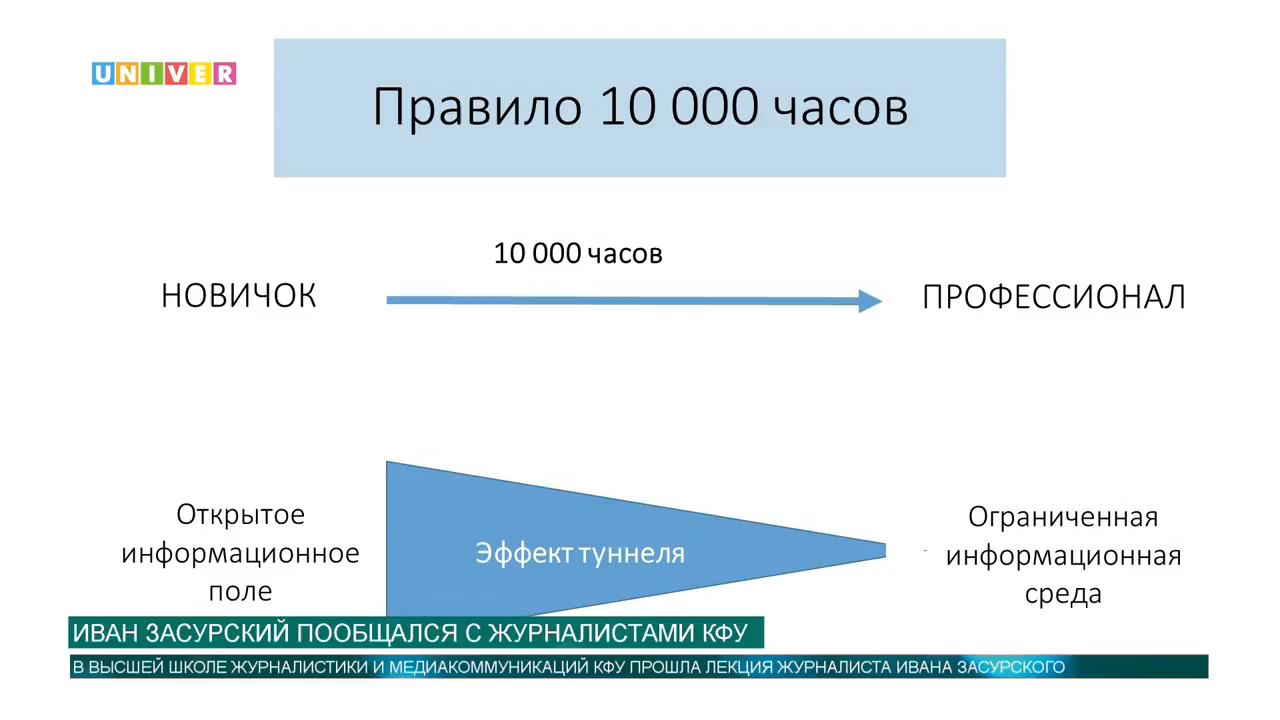 UNIVER
Правило 10 000 часов
10 000 часов
НОВИЧОК
ПРОФЕССИОНАЛ
Открытое
информационное
поле
Эффект туннеля
Ограниченная
информационная
среда
ИВАН ЗАСУРСКИЙ ПООБЩАЛСЯ С ЖУРНАЛИСТАМИ КФУ
В ВЫСШЕЙ ШКОЛЕ ЖУРНАЛИСТИКИ И МЕДИАКОММУНИКАЦИЙ КФУ ПРОШЛА ЛЕКЦИЯ ЖУРНАЛИСТА ИВАНА ЗАСУРСКОГО